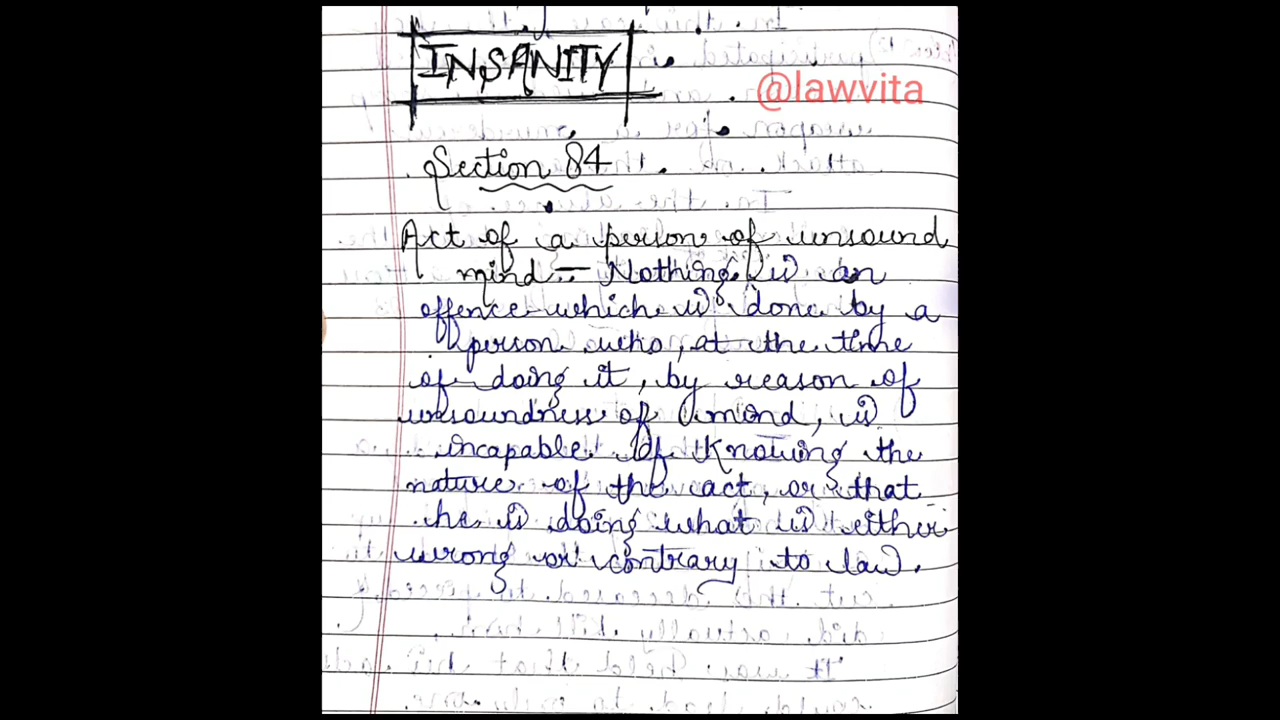 INSANITY
@lawvita
Section 84
Act of a person of unsound
mind — Nothing is an
offence which is done by a
person who, at the time
of doing it, by reason of
unsoundness of mind, is
incapable of knowing the
nature of the act, or that
he is doing what is either
wrong or contrary to law.